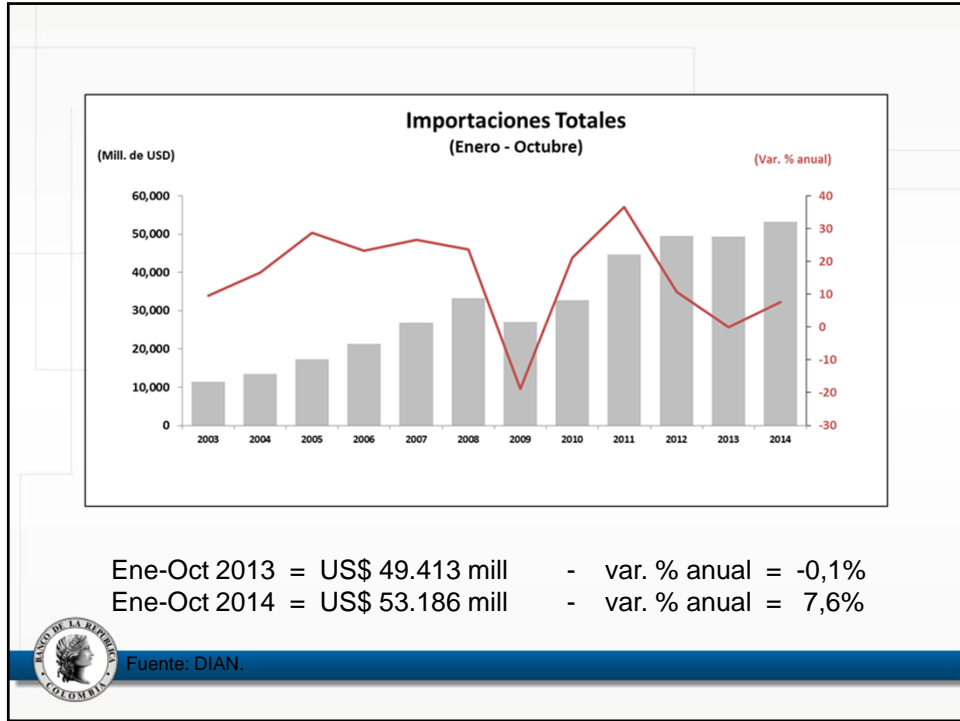 Importaciones Totales
(Enero - Octubre)
(Mill. de USD)
(Var. % anual)
60,000
50,000
40,000
30,000
20,000
10,000
0
40
30
20
10
0
-10
-20
-30
2003 2004 2005 2006 2007 2008 2009 2010 2011 2012 2013 2014
Ene-Oct 2013 = US$ 49.413 mill - var. % anual = -0,1%
Ene-Oct 2014 = US$ 53.186 mill - var. % anual = 7,6%
BANCO DE LA REPÚBLICA
COLOMBIA
Fuente: DIAN.